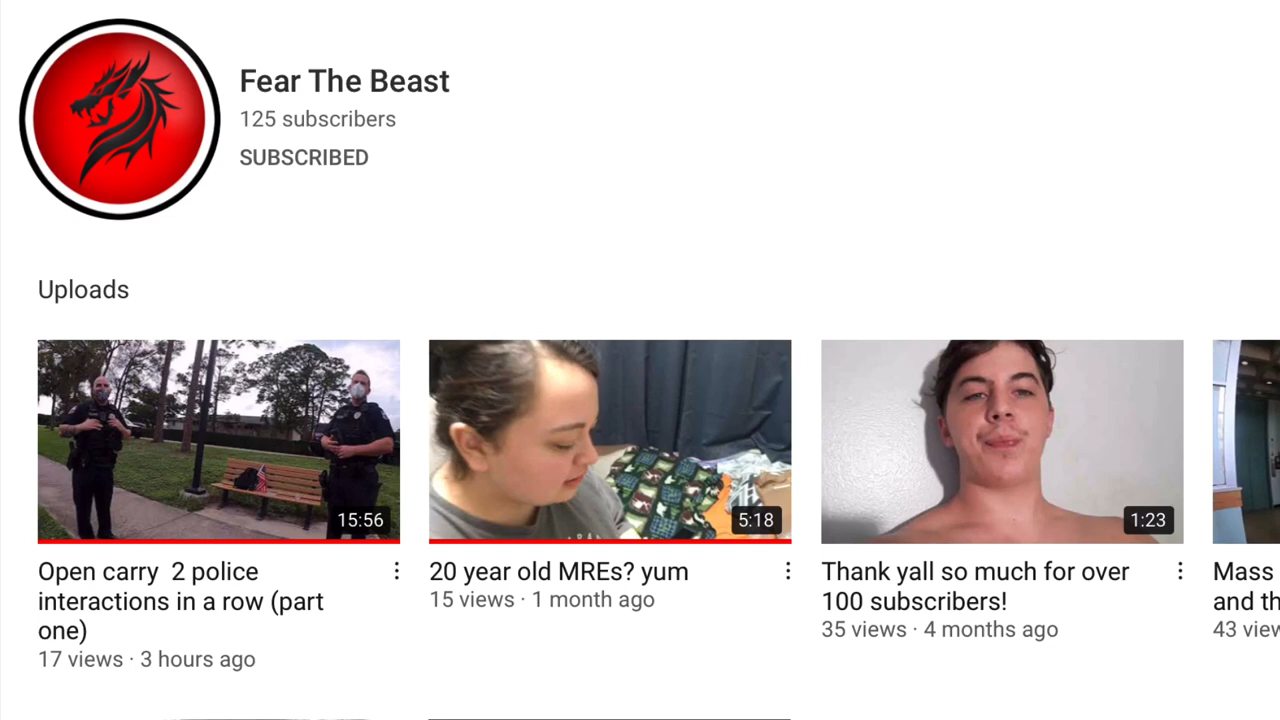 Fear The Beast
125 subscribers
SUBSCRIBED
Uploads
15:56
5:18
1:23
Open carry  2 police
interactions in a row (part
one)
17 views · 3 hours ago
20 year old MREs? yum
15 views · 1 month ago
Thank yall so much for over
100 subscribers!
35 views · 4 months ago
Mass
and
43